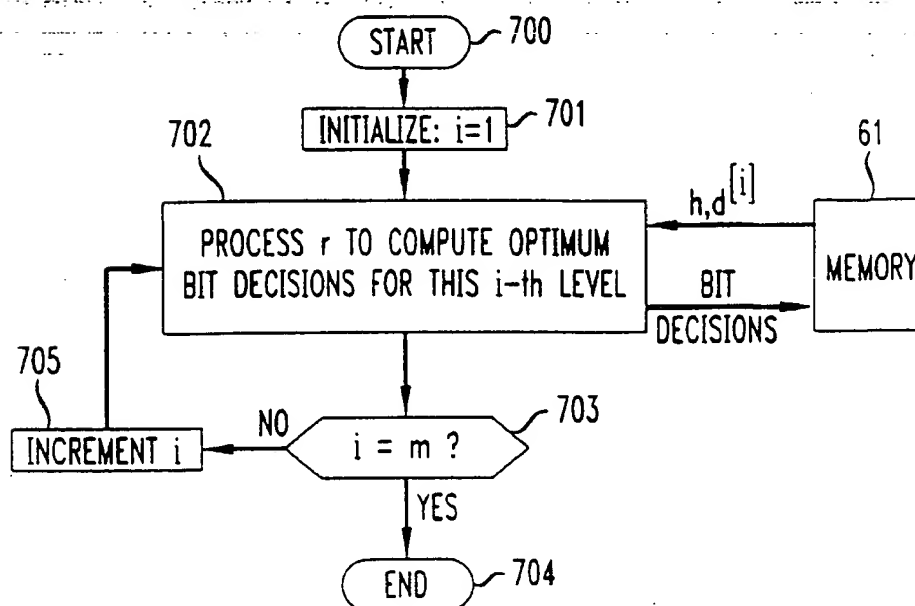 START
700
INITIALIZE: i=1
701
702
61
PROCESS r TO COMPUTE OPTIMUM
BIT DECISIONS FOR THIS i-th LEVEL
h,d[i]
MEMORY
BIT
DECISIONS
705
INCREMENT i
NO
i = m ?
703
YES
END
704